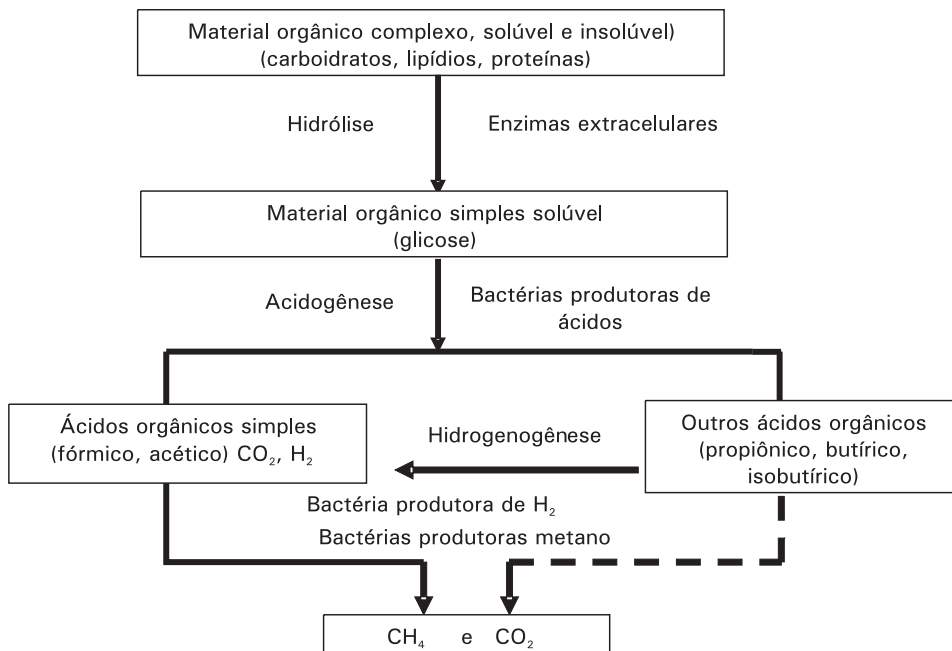 Material orgânico complexo, solúvel e insolúvel)
(carboidratos, lipídios, proteínas)
Hidrólise
Enzimas extracelulares
Material orgânico simples solúvel
(glicose)
Acidogênese
Bactérias produtoras de
ácidos
Ácidos orgânicos simples
(fórmico, acético) CO₂, H₂
Hidrogenogênese
Outros ácidos orgânicos
(propiônico, butírico,
isobutírico)
Bactéria produtora de H₂
Bactérias produtoras metano
CH₄ e CO₂